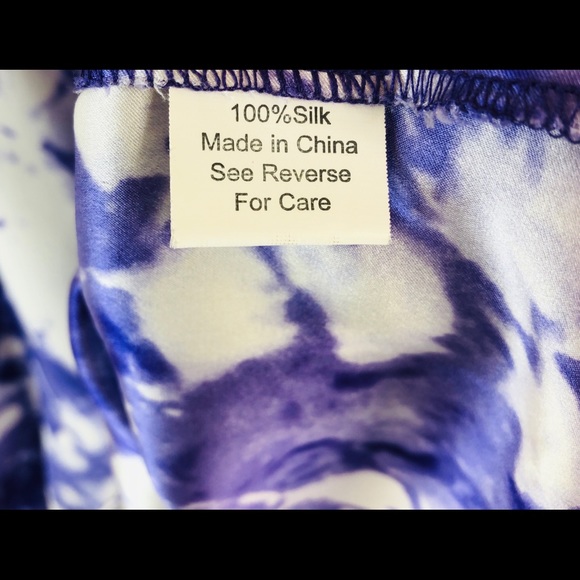 100%Silk
Made in China
See Reverse
For Care